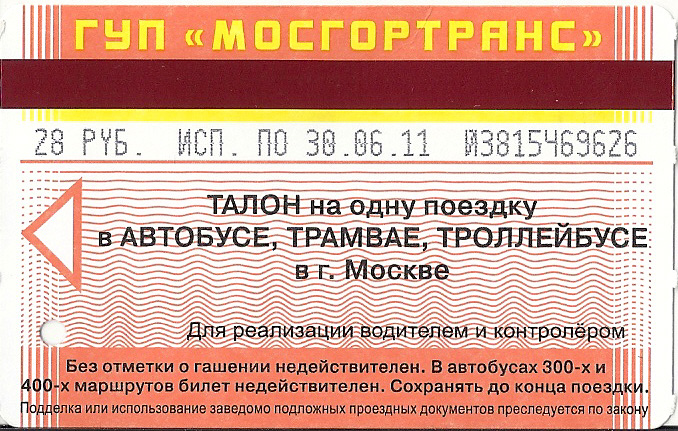 ГУП «МОСГОРТРАНС»
28 РУБ. ИСП. ПО 30.06.11 И3815469626
ТАЛОН на одну поездку
в АВТОБУСЕ, ТРАМВАЕ, ТРОЛЛЕЙБУСЕ
в г. Москве
Для реализации водителем и контролёром
Без отметки о гашении недействителен. В автобусах 300-х и
400-х маршрутов билет недействителен. Сохранять до конца поездки.
Подделка или использование заведомо подложных проездных документов преследуется по закону